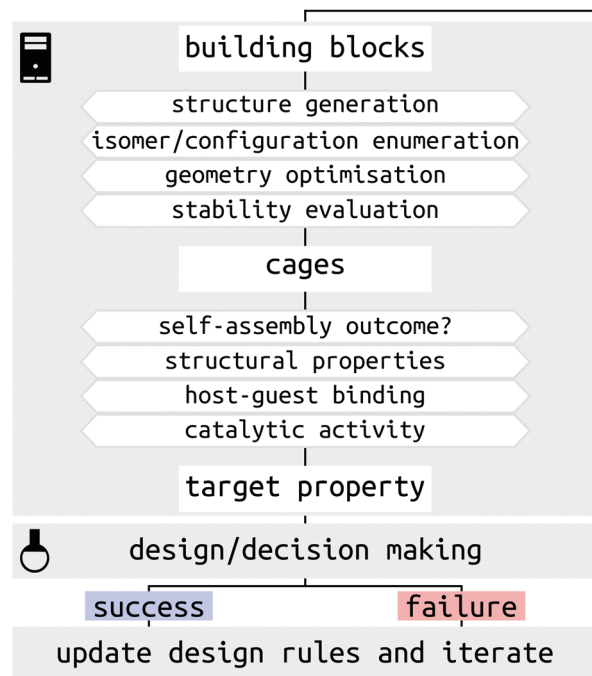 building blocks
structure generation
isomer/configuration enumeration
geometry optimisation
stability evaluation
cages
self-assembly outcome?
structural properties
host-guest binding
catalytic activity
target property
design/decision making
success
failure
update design rules and iterate